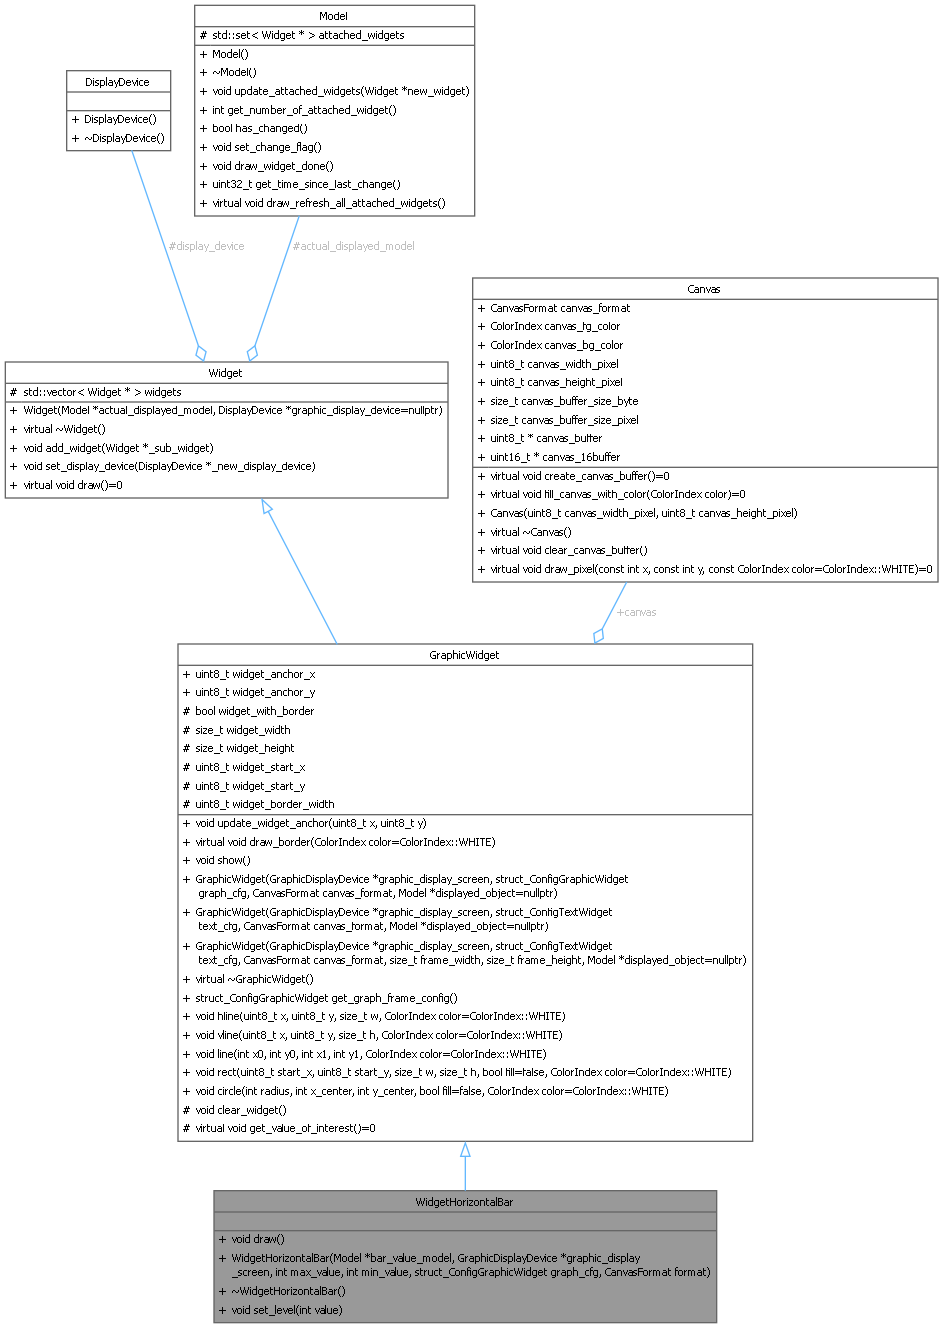 Model
# std::set< Widget * > attached_widgets
+ Model()
+ ~Model()
+ void update_attached_widgets(Widget *new_widget)
+ int get_number_of_attached_widget()
+ bool has_changed()
+ void set_change_flag()
+ void draw_widget_done()
+ uint32_t get_time_since_last_change()
+ virtual void draw_refresh_all_attached_widgets()
DisplayDevice
+ DisplayDevice()
+ ~DisplayDevice()
#display_device
#actual_displayed_model
Canvas
+ CanvasFormat canvas_format
+ ColorIndex canvas_fg_color
+ ColorIndex canvas_bg_color
+ uint8_t canvas_width_pixel
+ uint8_t canvas_height_pixel
+ size_t canvas_buffer_size_byte
+ size_t canvas_buffer_size_pixel
+ uint8_t * canvas_buffer
+ uint16_t * canvas_16buffer
+ virtual void create_canvas_buffer()=0
+ virtual void fill_canvas_with_color(ColorIndex color)=0
+ Canvas(uint8_t canvas_width_pixel, uint8_t canvas_height_pixel)
+ virtual ~Canvas()
+ virtual void clear_canvas_buffer()
+ virtual void draw_pixel(const int x, const int y, const ColorIndex color=ColorIndex::WHITE)=0
Widget
# std::vector< Widget * > widgets
+ Widget(Model *actual_displayed_model, DisplayDevice *graphic_display_device=nullptr)
+ virtual ~Widget()
+ void add_widget(Widget *_sub_widget)
+ void set_display_device(DisplayDevice *_new_display_device)
+ virtual void draw()=0
+canvas
GraphicWidget
+ uint8_t widget_anchor_x
+ uint8_t widget_anchor_y
# bool widget_with_border
# size_t widget_width
# size_t widget_height
# uint8_t widget_start_x
# uint8_t widget_start_y
# uint8_t widget_border_width
+ void update_widget_anchor(uint8_t x, uint8_t y)
+ virtual void draw_border(ColorIndex color=ColorIndex::WHITE)
+ void show()
+ GraphicWidget(GraphicDisplayDevice *graphic_display_screen, struct_ConfigGraphicWidget
graph_cfg, CanvasFormat canvas_format, Model *displayed_object=nullptr)
+ GraphicWidget(GraphicDisplayDevice *graphic_display_screen, struct_ConfigTextWidget
text_cfg, CanvasFormat canvas_format, Model *displayed_object=nullptr)
+ GraphicWidget(GraphicDisplayDevice *graphic_display_screen, struct_ConfigTextWidget
text_cfg, CanvasFormat canvas_format, size_t frame_width, size_t frame_height, Model *displayed_object=nullptr)
+ virtual ~GraphicWidget()
+ struct_ConfigGraphicWidget get_graph_frame_config()
+ void hline(uint8_t x, uint8_t y, size_t w, ColorIndex color=ColorIndex::WHITE)
+ void vline(uint8_t x, uint8_t y, size_t h, ColorIndex color=ColorIndex::WHITE)
+ void line(int x0, int y0, int x1, int y1, ColorIndex color=ColorIndex::WHITE)
+ void rect(uint8_t start_x, uint8_t start_y, size_t w, size_t h, bool fill=false, ColorIndex color=ColorIndex::WHITE)
+ void circle(int radius, int x_center, int y_center, bool fill=false, ColorIndex color=ColorIndex::WHITE)
# void clear_widget()
# virtual void get_value_of_interest()=0
WidgetHorizontalBar
+ void draw()
+ WidgetHorizontalBar(Model *bar_value_model, GraphicDisplayDevice *graphic_display
_screen, int max_value, int min_value, struct_ConfigGraphicWidget graph_cfg, CanvasFormat format)
+ ~WidgetHorizontalBar()
+ void set_level(int value)